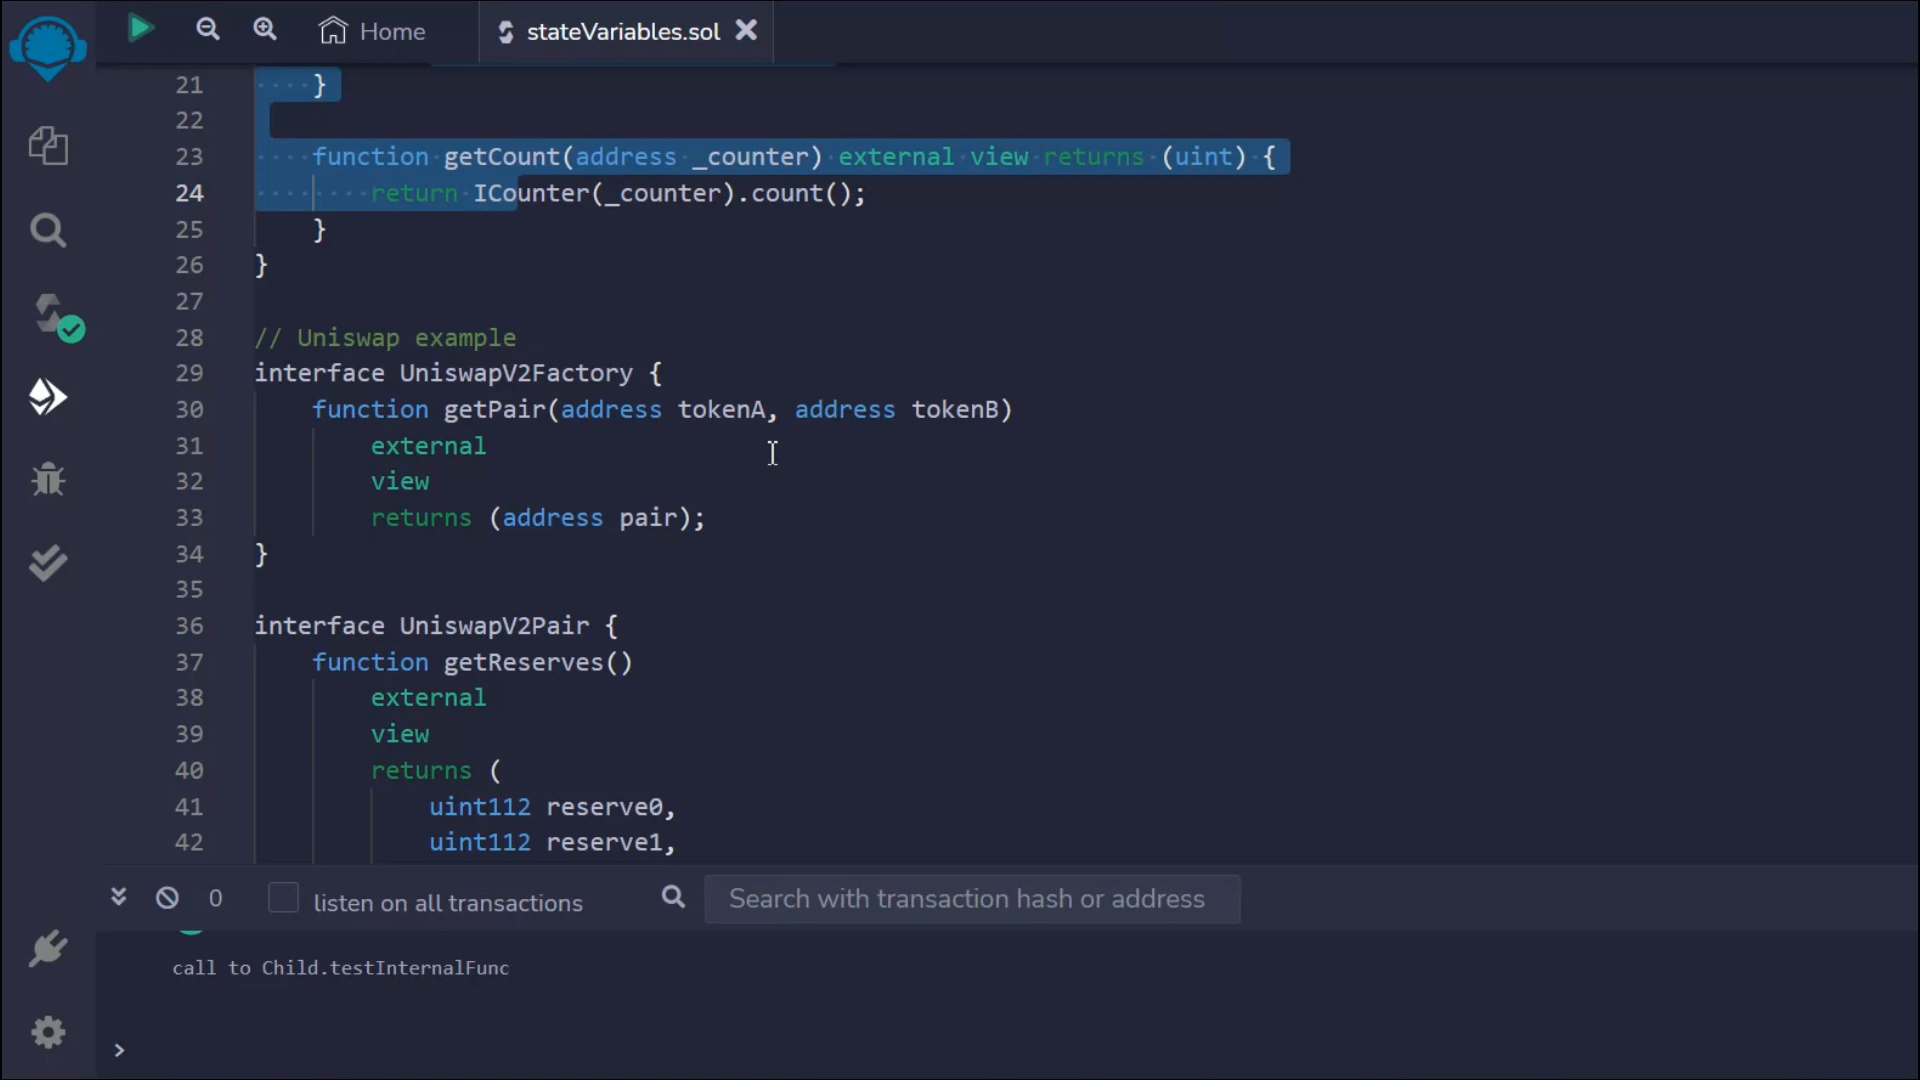 Home
stateVariables.sol
21 }
22
23 function getCount(address _counter) external view returns (uint) {
24 return ICounter(_counter).count();
25 }
26 }
27
28 // Uniswap example
29 interface UniswapV2Factory {
30 function getPair(address tokenA, address tokenB)
31 external
32 view
33 returns (address pair);
34 }
35
36 interface UniswapV2Pair {
37 function getReserves()
38 external
39 view
40 returns (
41 uint112 reserve0,
42 uint112 reserve1,
0 listen on all transactions Search with transaction hash or address
call to Child.testInternalFunc
>